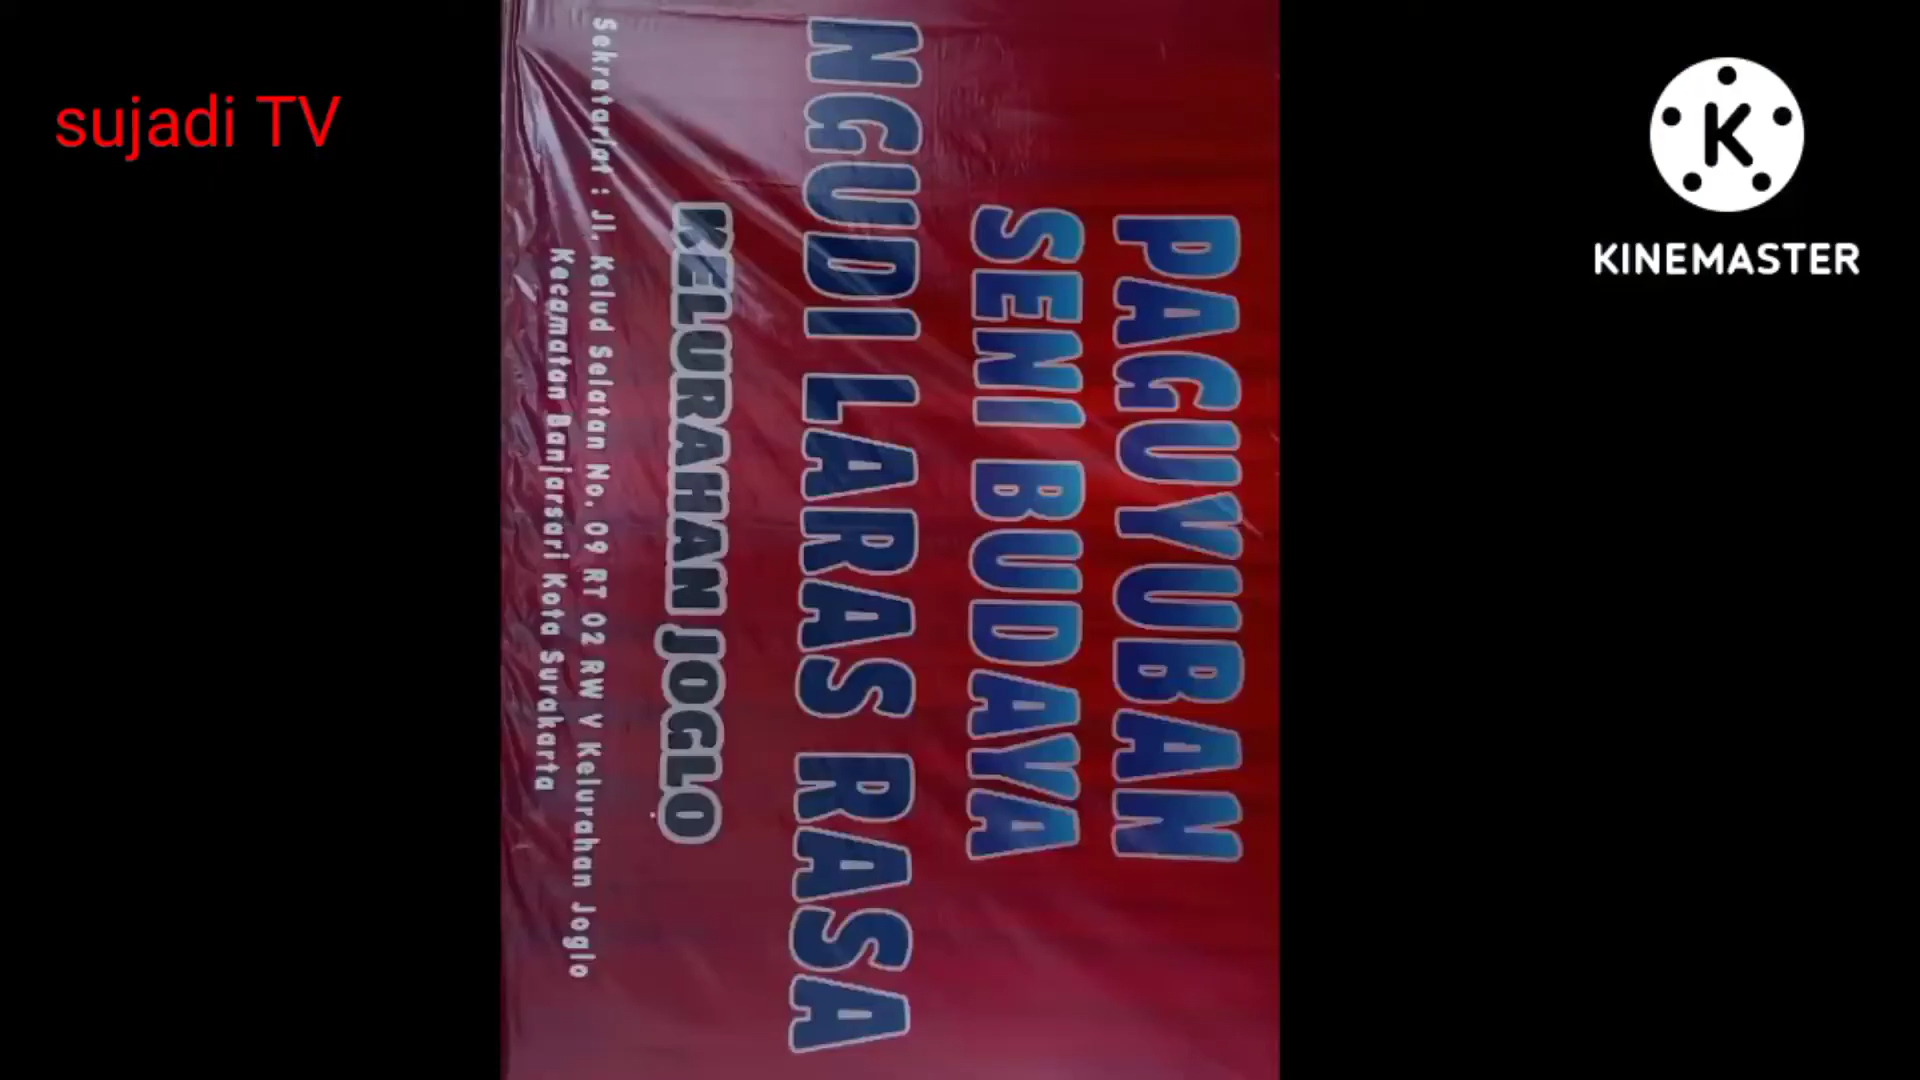 sujadi TV
K
KINEMASTER
PAGUYUBAN
SENI BUDAYA
NGUDI LARAS RASA
KELURAHAN JOGLO
Sekretariat : Jl. Kelud Selatan No. 09 RT 02 RW V Kelurahan Joglo
Kecamatan Banjarsari Kota Surakarta